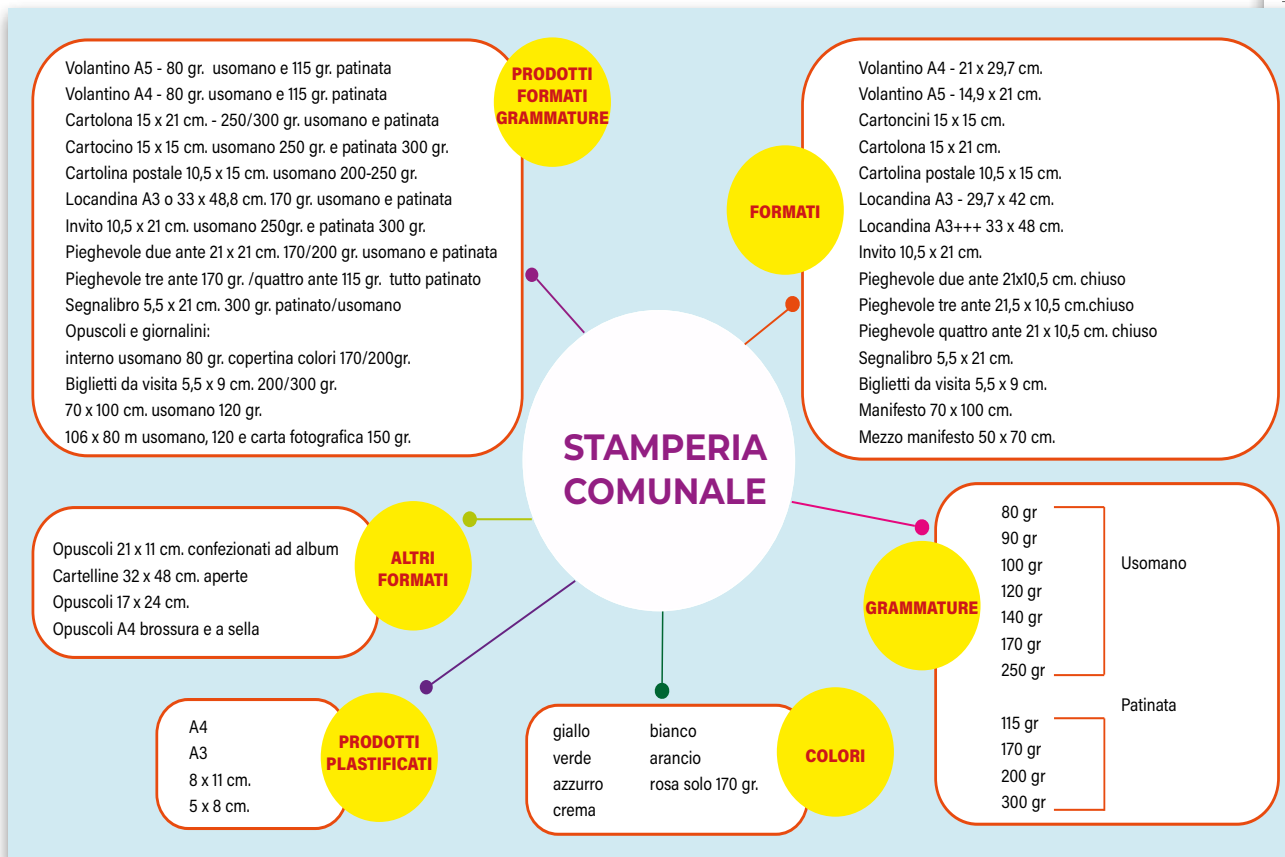 PRODOTTI
FORMATI
GRAMMATURE
Volantino A5 - 80 gr. usomano e 115 gr. patinata
Volantino A4 - 80 gr. usomano e 115 gr. patinata
Cartolona 15 x 21 cm. - 250/300 gr. usomano e patinata
Cartocino 15 x 15 cm. usomano 250 gr. e patinata 300 gr.
Cartolina postale 10,5 x 15 cm. usomano 200-250 gr.
Locandina A3 o 33 x 48,8 cm. 170 gr. usomano e patinata
Invito 10,5 x 21 cm. usomano 250gr. e patinata 300 gr.
Pieghevole due ante 21 x 21 cm. 170/200 gr. usomano e patinata
Pieghevole tre ante 170 gr. /quattro ante 115 gr. tutto patinato
Segnalibro 5,5 x 21 cm. 300 gr. patinato/usomano
Opuscoli e giornalini:
interno usomano 80 gr. copertina colori 170/200gr.
Biglietti da visita 5,5 x 9 cm. 200/300 gr.
70 x 100 cm. usomano 120 gr.
106 x 80 m usomano, 120 e carta fotografica 150 gr.
FORMATI
Volantino A4 - 21 x 29,7 cm.
Volantino A5 - 14,9 x 21 cm.
Cartoncini 15 x 15 cm.
Cartolona 15 x 21 cm.
Cartolina postale 10,5 x 15 cm.
Locandina A3 - 29,7 x 42 cm.
Locandina A3+++ 33 x 48 cm.
Invito 10,5 x 21 cm.
Pieghevole due ante 21x10,5 cm. chiuso
Pieghevole tre ante 21,5 x 10,5 cm.chiuso
Pieghevole quattro ante 21 x 10,5 cm. chiuso
Segnalibro 5,5 x 21 cm.
Biglietti da visita 5,5 x 9 cm.
Manifesto 70 x 100 cm.
Mezzo manifesto 50 x 70 cm.
STAMPERIA
COMUNALE
ALTRI
FORMATI
Opuscoli 21 x 11 cm. confezionati ad album
Cartelline 32 x 48 cm. aperte
Opuscoli 17 x 24 cm.
Opuscoli A4 brossura e a sella
GRAMMATURE
80 gr
90 gr
100 gr
120 gr
140 gr
170 gr
250 gr
Usomano
Patinata
115 gr
170 gr
200 gr
300 gr
PRODOTTI
PLASTIFICATI
A4
A3
8 x 11 cm.
5 x 8 cm.
COLORI
giallo
verde
azzurro
crema
bianco
arancio
rosa solo 170 gr.